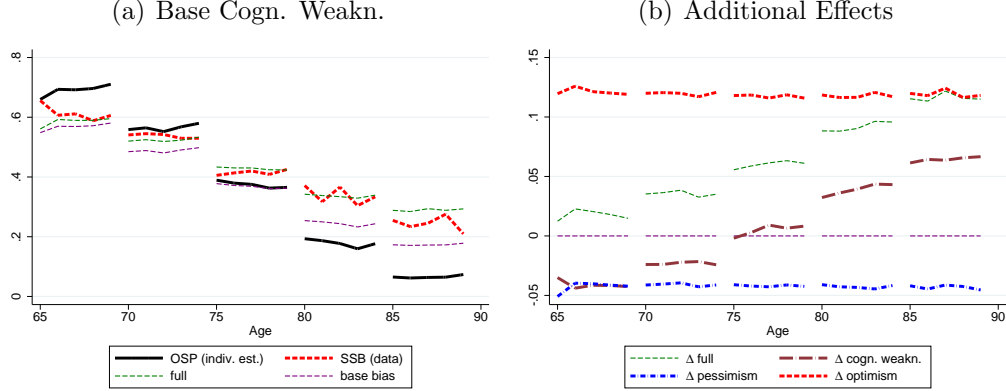 (a) Base Cogn. Weakn.
.8
.6
.4
.2
0
65
70
75
80
85
90
Age
OSP (indiv. est.)
SSB (data)
full
base bias
(b) Additional Effects
.15
.1
.05
0
-.05
65
70
75
80
85
90
Age
Δ full
Δ cogn. weakn.
Δ pessimism
Δ optimism